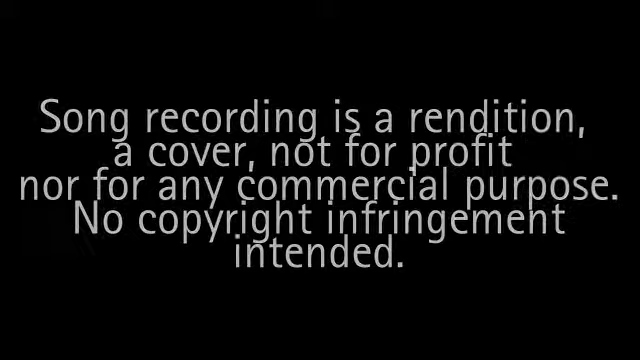 Song recording is a rendition,
a cover, not for profit
nor for any commercial purpose.
No copyright infringement
intended.